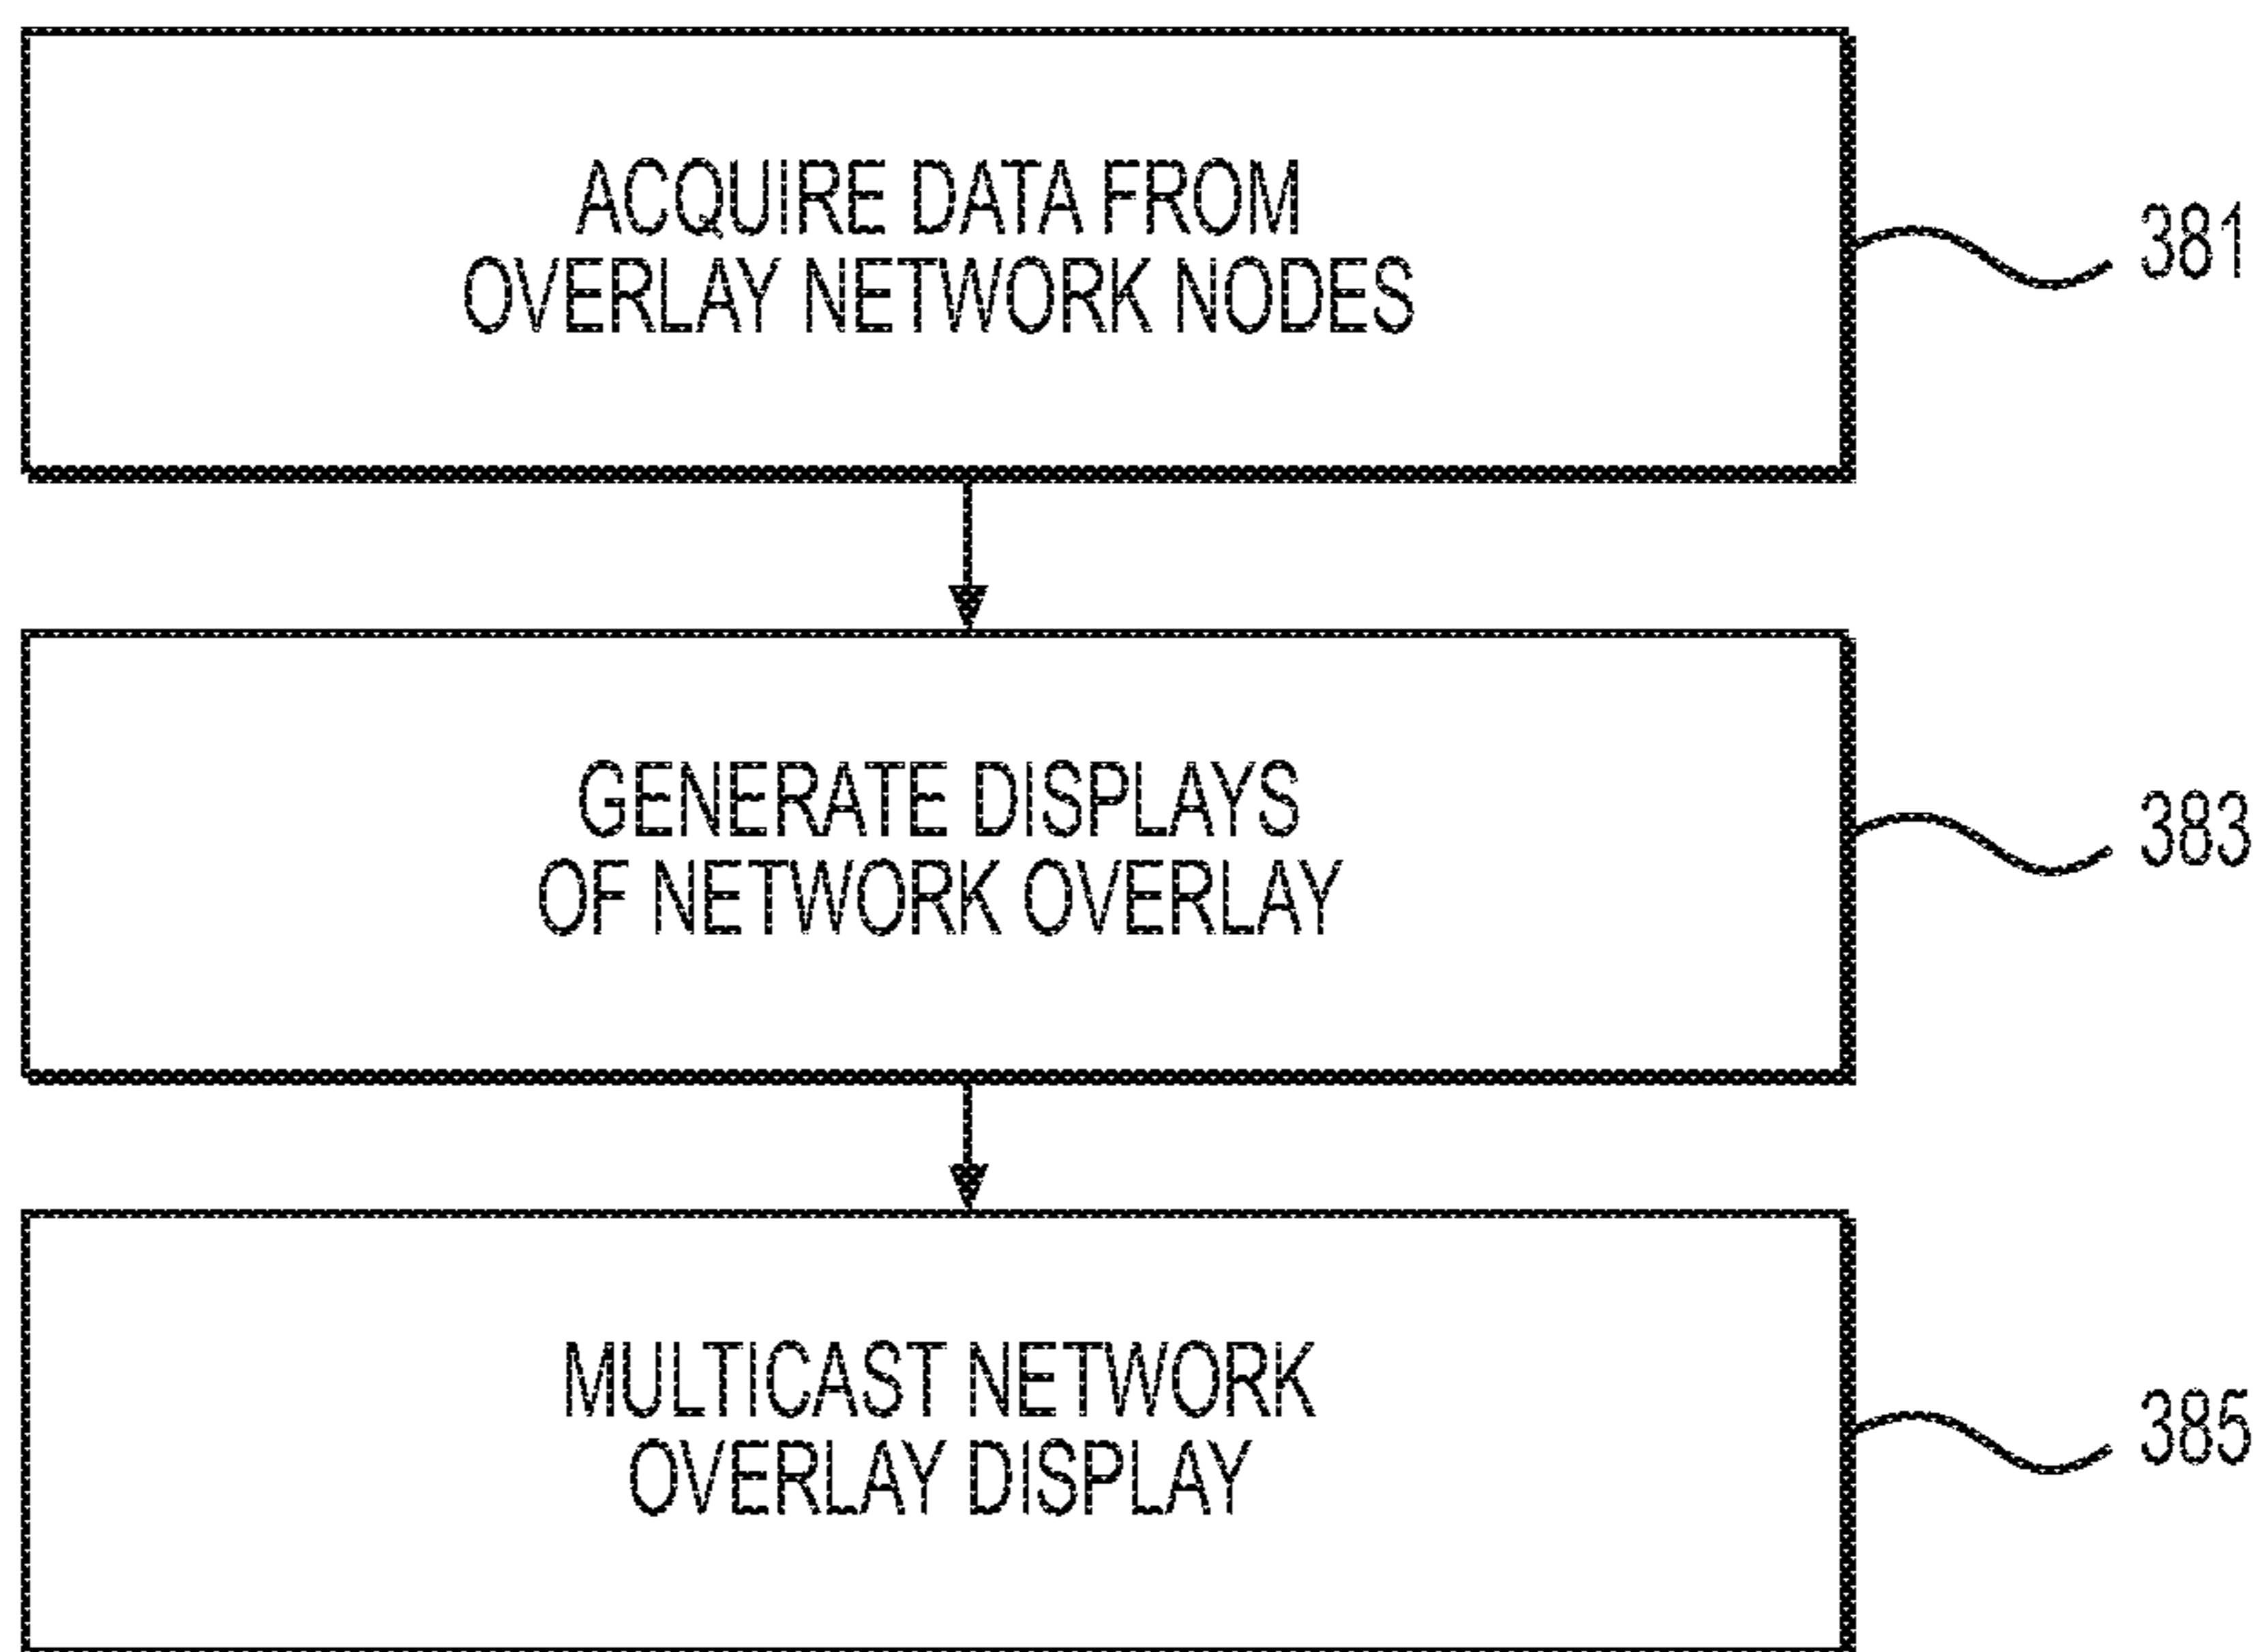 ACQUIRE DATA FROM
OVERLAY NETWORK NODES
381
GENERATE DISPLAYS
OF NETWORK OVERLAY
383
MULTICAST NETWORK
OVERLAY DISPLAY
385